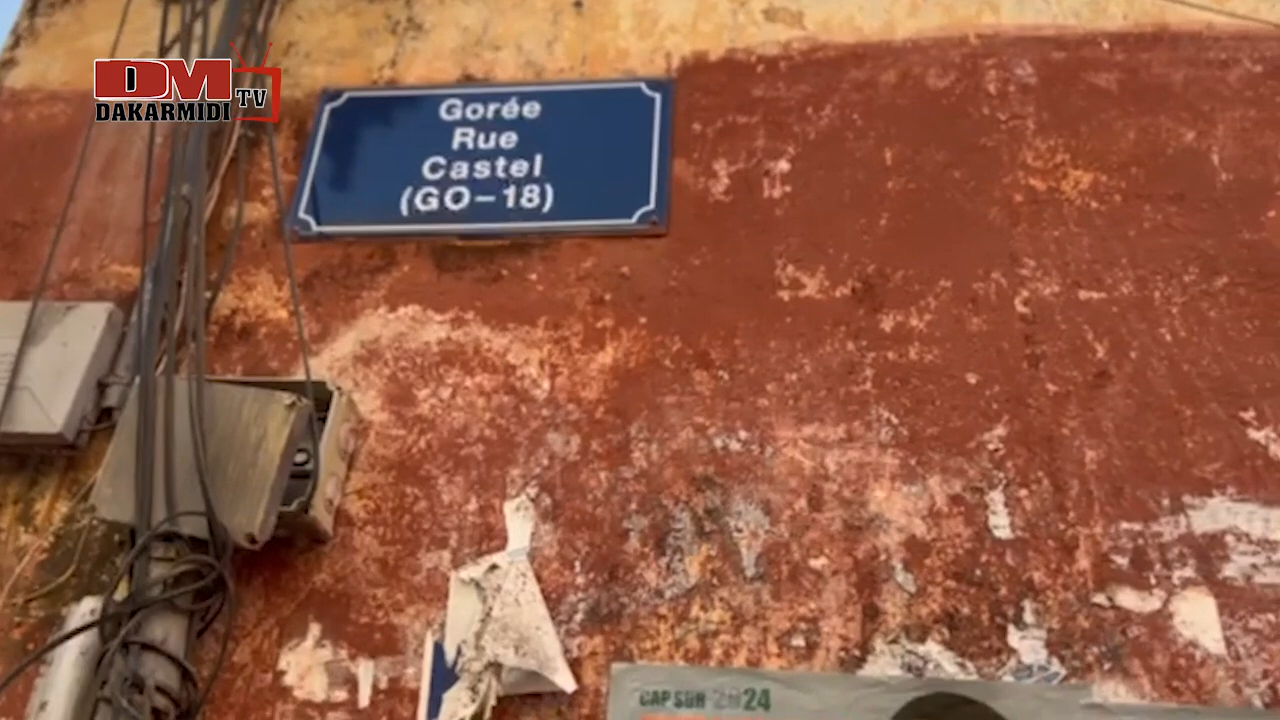 DM
DAKARMIDI TV
Gorée
Rue
Castel
(GO-18)
CAP SUR 2024